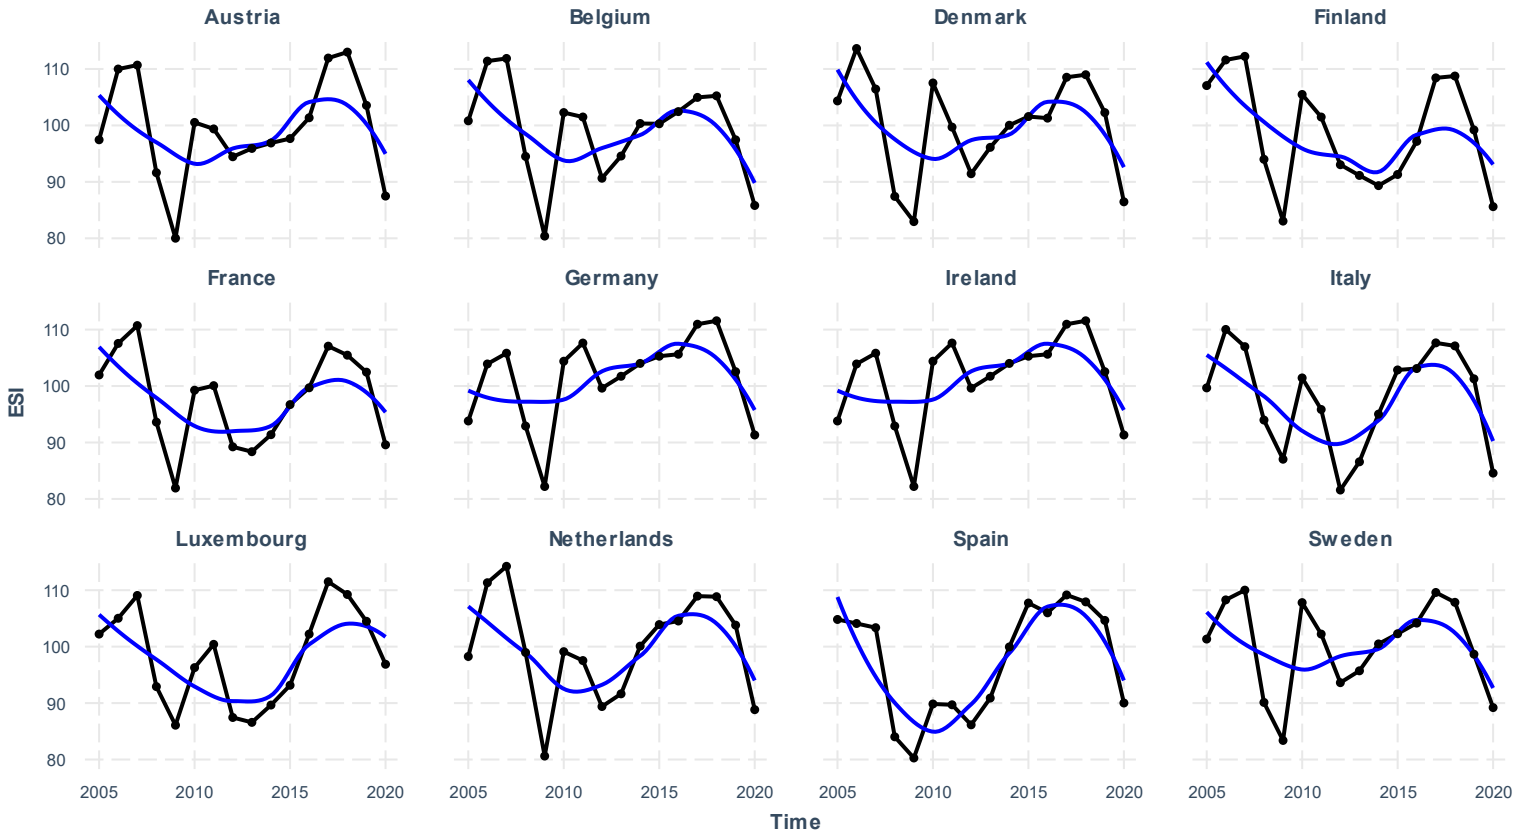 Austria Belgium Denmark Finland
110
100
90
80
France Germany Ireland Italy
110
100
90
80
ESI
Luxembourg Netherlands Spain Sweden
110
100
90
80
2005 2010 2015 2020 2005 2010 2015 2020 2005 2010 2015 2020 2005 2010 2015 2020
Time